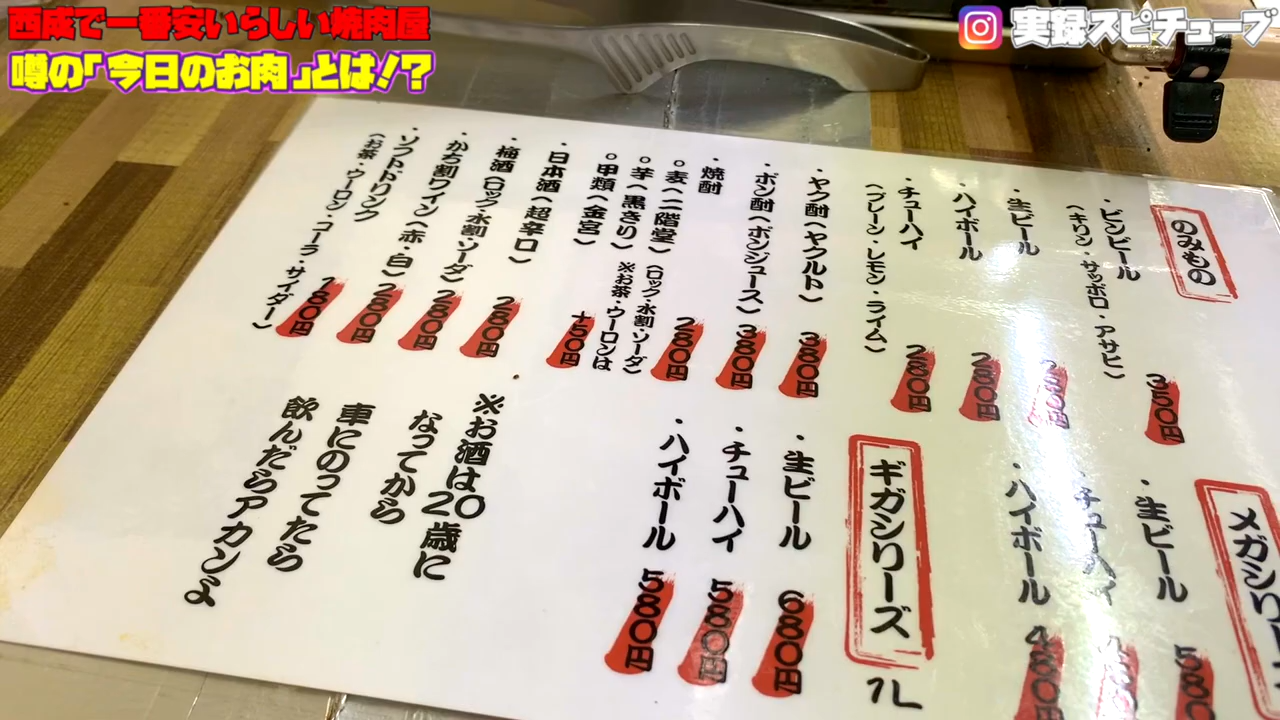 西成で一番安いらしい焼肉屋
噂の「今日のお肉」とは!?
実録スピチューブ
のみもの
・ビンビール 350円
(キリン・サッポロ・アサヒ)
・生ビール
・ハイボール 280円
・チューハイ 280円
(プレーン・レモン・ライム)
・ヤク酎(ヤクルト) 380円
・ポン酎(ポンジュース) 380円
・焼酎 280円
○麦(二階堂)
○芋(黒きり)
○甲類(金宮)
(ロック・水割・ソーダ)
※お茶・ウーロンは
+50円
・日本酒(超辛口)
・梅酒(ロック・水割・ソーダ) 280円
・かち割ワイン(赤・白) 280円
・ソフトドリンク 180円
(お茶・ウーロン・コーラ・サイダー)
メガシリ
・生ビール 580
・チューハイ
・ハイボール 480円
ギガシリーズ
1L
・生ビール 680円
・チューハイ 580円
・ハイボール 580円
※お酒は〇
20歳に
なってから
車にのってたら
飲んだらアカンよ